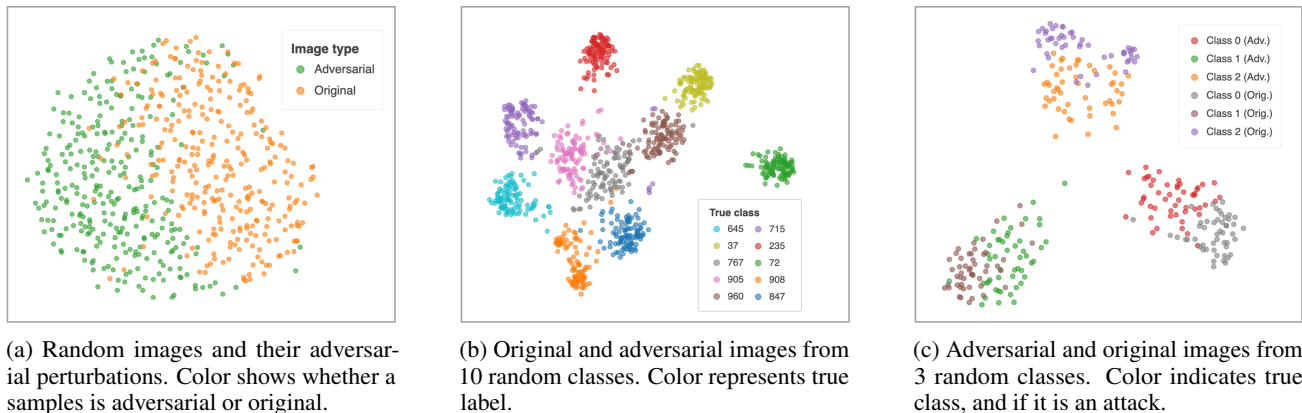 Image type
Adversarial
Original
True class
645
715
37
235
767
72
905
908
960
847
Class 0 (Adv.)
Class 1 (Adv.)
Class 2 (Adv.)
Class 0 (Orig.)
Class 1 (Orig.)
Class 2 (Orig.)
(a) Random images and their adversar-
ial perturbations. Color shows whether a
samples is adversarial or original.
(b) Original and adversarial images from
10 random classes. Color represents true
label.
(c) Adversarial and original images from
3 random classes. Color indicates true
class, and if it is an attack.